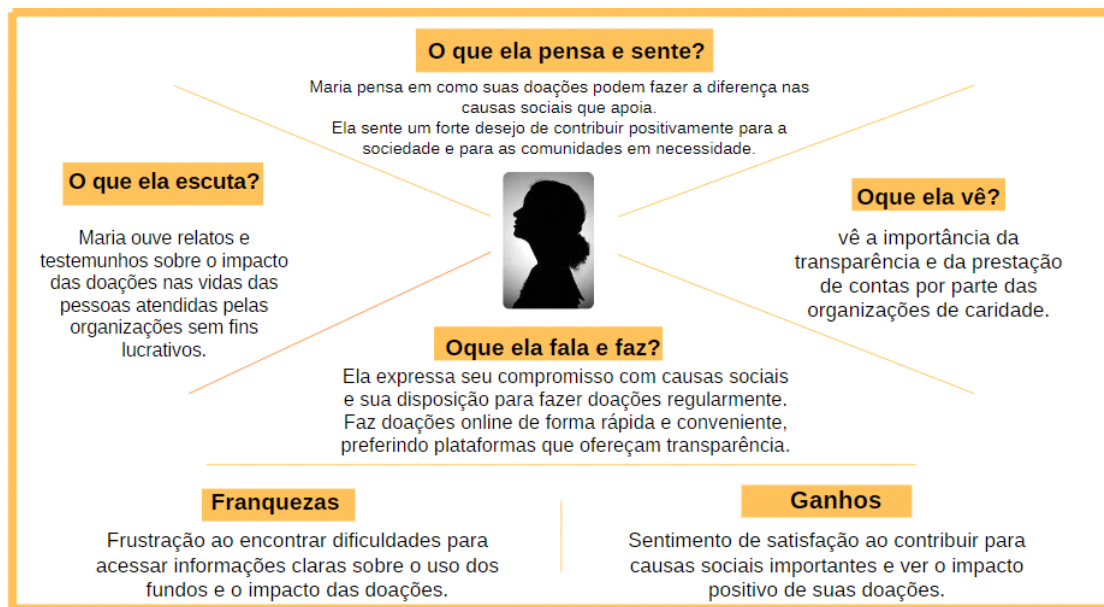 O que ela pensa e sente?
Maria pensa em como suas doações podem fazer a diferença nas
causas sociais que apoia.
Ela sente um forte desejo de contribuir positivamente para a
sociedade e para as comunidades em necessidade.
O que ela escuta?
Maria ouve relatos e
testemunhos sobre o impacto
das doações nas vidas das
pessoas atendidas pelas
organizações sem fins
lucrativos.
Oque ela vê?
vê a importância da
transparência e da prestação
de contas por parte das
organizações de caridade.
Oque ela fala e faz?
Ela expressa seu compromisso com causas sociais
e sua disposição para fazer doações regularmente.
Faz doações online de forma rápida e conveniente,
preferindo plataformas que ofereçam transparência.
Franquezas
Frustração ao encontrar dificuldades para
acessar informações claras sobre o uso dos
fundos e o impacto das doações.
Ganhos
Sentimento de satisfação ao contribuir para
causas sociais importantes e ver o impacto
positivo de suas doações.